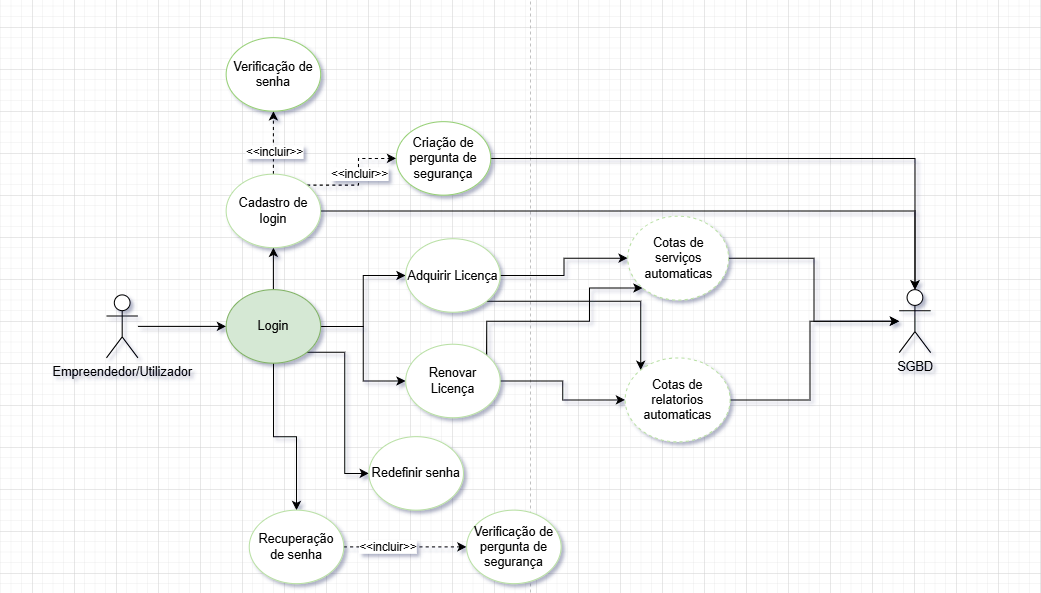 Verificação de
senha
<<incluir>>
Criação de
pergunta de
segurança
<<incluir>>
Cadastro de
login
Cotas de
serviços
automaticas
Adquirir Licença
Login
Empreendedor/Utilizador
SGBD
Renovar
Licença
Cotas de
relatorios
automaticas
Redefinir senha
Recuperação
de senha
<<incluir>>
Verificação de
pergunta de
segurança